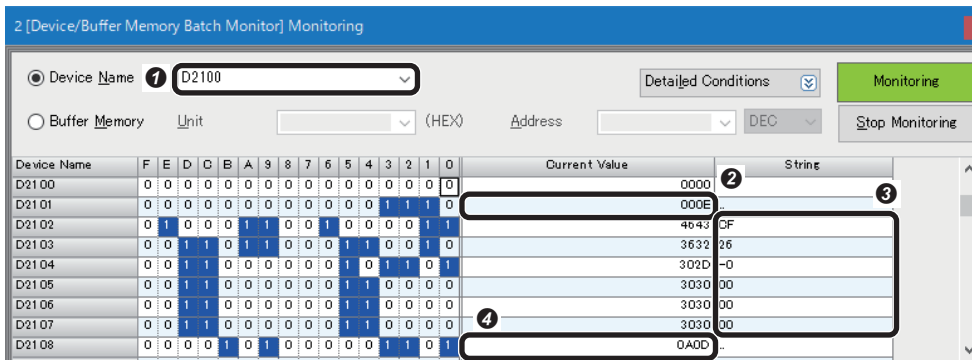 2 [Device/Buffer Memory Batch Monitor] Monitoring
Device Name ❶ D2100 Detailed Conditions Monitoring
Buffer Memory Unit (HEX) Address DEC Stop Monitoring
Device Name F E D C B A 9 8 7 6 5 4 3 2 1 0 Current Value String
D2100 0 0 0 0 0 0 0 0 0 0 0 0 0 0 0 0 0000 ❷
D2101 0 0 0 0 0 0 0 0 0 0 0 0 1 1 1 0 000E .. ❸
D2102 0 1 0 0 0 1 1 0 0 1 0 0 0 0 1 1 4643 CF
D2103 0 0 1 1 0 1 1 0 0 0 1 1 0 0 1 0 3632 26
D2104 0 0 1 1 0 0 0 0 0 0 1 0 1 1 0 1 302D -0
D2105 0 0 1 1 0 0 0 0 0 0 1 1 0 0 0 0 3030 00
D2106 0 0 1 1 0 0 0 0 0 0 1 1 0 0 0 0 3030 00
D2107 0 0 1 1 0 0 0 0 0 0 1 1 0 0 0 0 ❹ 3030 00
D2108 0 0 0 0 1 0 1 0 0 0 0 0 1 1 0 1 0A0D ..